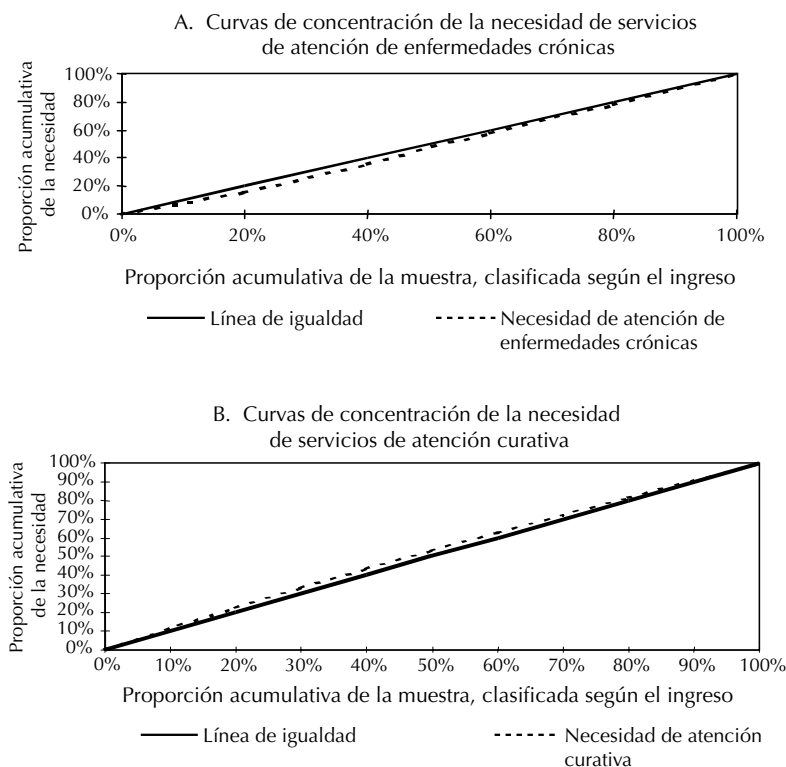 A. Curvas de concentración de la necesidad de servicios
de atención de enfermedades crónicas
Proporción acumulativa
de la necesidad
100%
80%
60%
40%
20%
0%
0% 20% 40% 60% 80% 100%
Proporción acumulativa de la muestra, clasificada según el ingreso
Línea de igualdad Necesidad de atención de
enfermedades crónicas
B. Curvas de concentración de la necesidad
de servicios de atención curativa
Proporción acumulativa
de la necesidad
100%
90%
80%
70%
60%
50%
40%
30%
20%
10%
0%
0% 10% 20% 30% 40% 50% 60% 70% 80% 90% 100%
Proporción acumulativa de la muestra, clasificada según el ingreso
Línea de igualdad Necesidad de atención
curativa